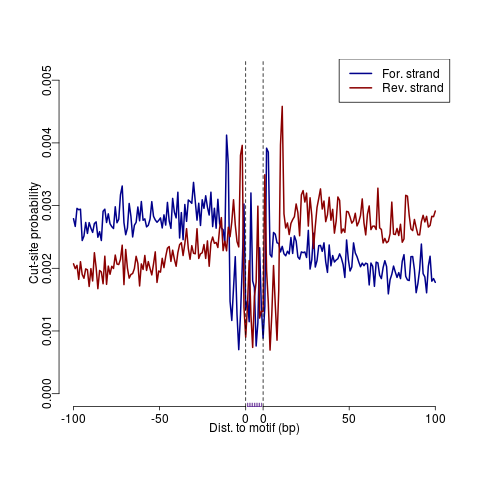 For. strand
Rev. strand
0.005
0.004
0.003
0.002
0.001
0.000
Cut-site probability
-100 -50 0 0 50 100
Dist. to motif (bp)